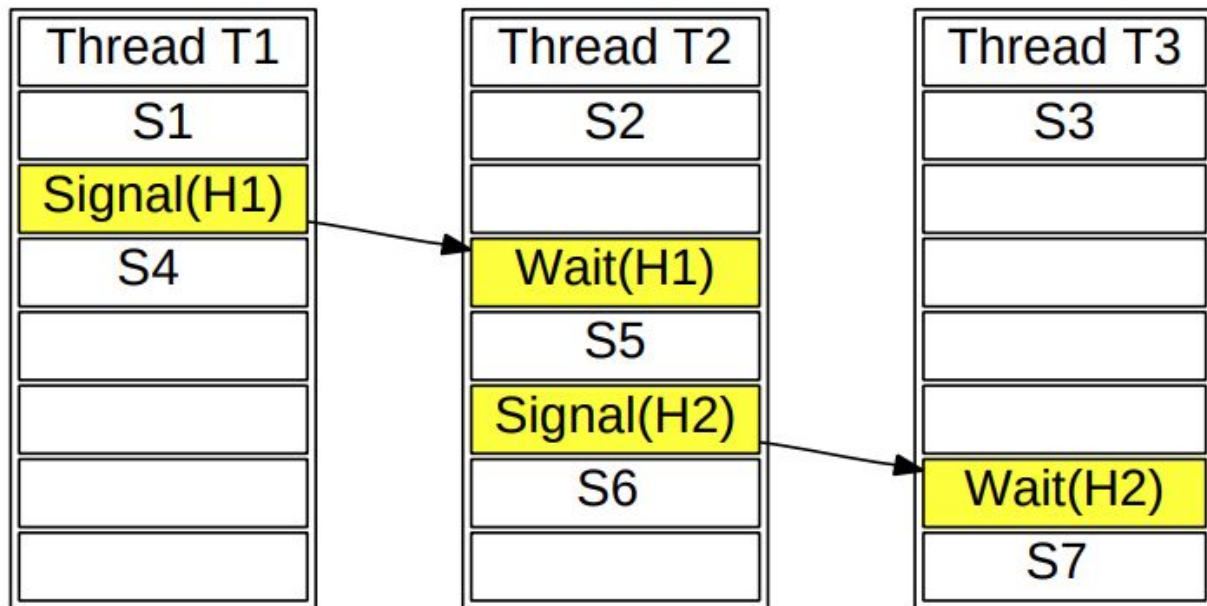 Thread T1
S1
Signal(H1)
S4
Thread T2
S2
Wait(H1)
S5
Signal(H2)
S6
Thread T3
S3
Wait(H2)
S7